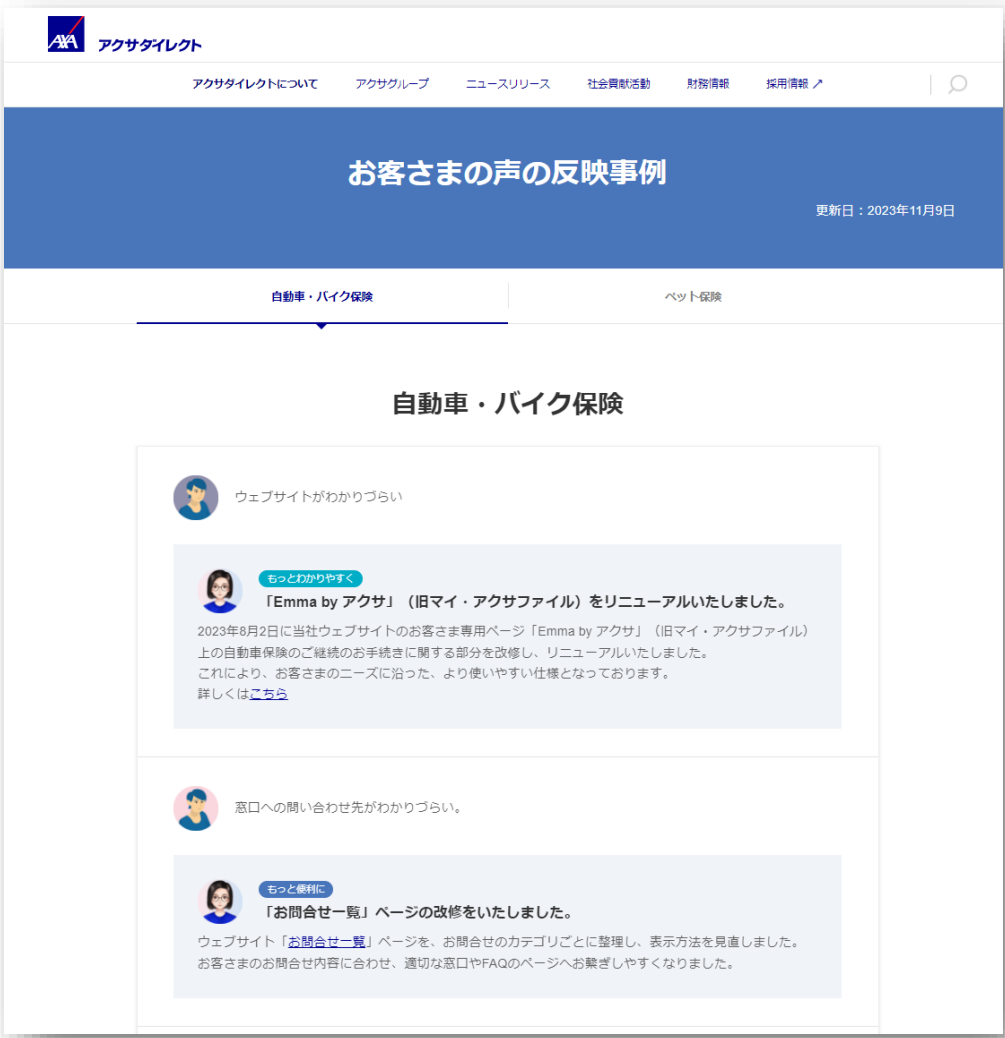 AXA アクサダイレクト
アクサダイレクトについて アクサグループ ニュースリリース 社会貢献活動 財務情報 採用情報 ↗
お客さまの声の反映事例
更新日：2023年11月9日
自動車・バイク保険 ペット保険
自動車・バイク保険
ウェブサイトがわかりづらい
もっとわかりやすく
「Emma by アクサ」（旧マイ・アクサファイル）をリニューアルいたしました。
2023年8月2日に当社ウェブサイトのお客さま専用ページ「Emma by アクサ」（旧マイ・アクサファイル）
上の自動車保険のご継続のお手続きに関する部分を改修し、リニューアルいたしました。
これにより、お客さまのニーズに沿った、より使いやすい仕様となっております。
詳しくはこちら
窓口への問い合わせ先がわかりづらい。
もっと便利に
「お問合せ一覧」ページの改修をいたしました。
ウェブサイト「お問合せ一覧」ページを、お問合せのカテゴリごとに整理し、表示方法を見直しました。
お客さまのお問合せ内容に合わせ、適切な窓口やFAQのページへお繋ぎしやすくなりました。